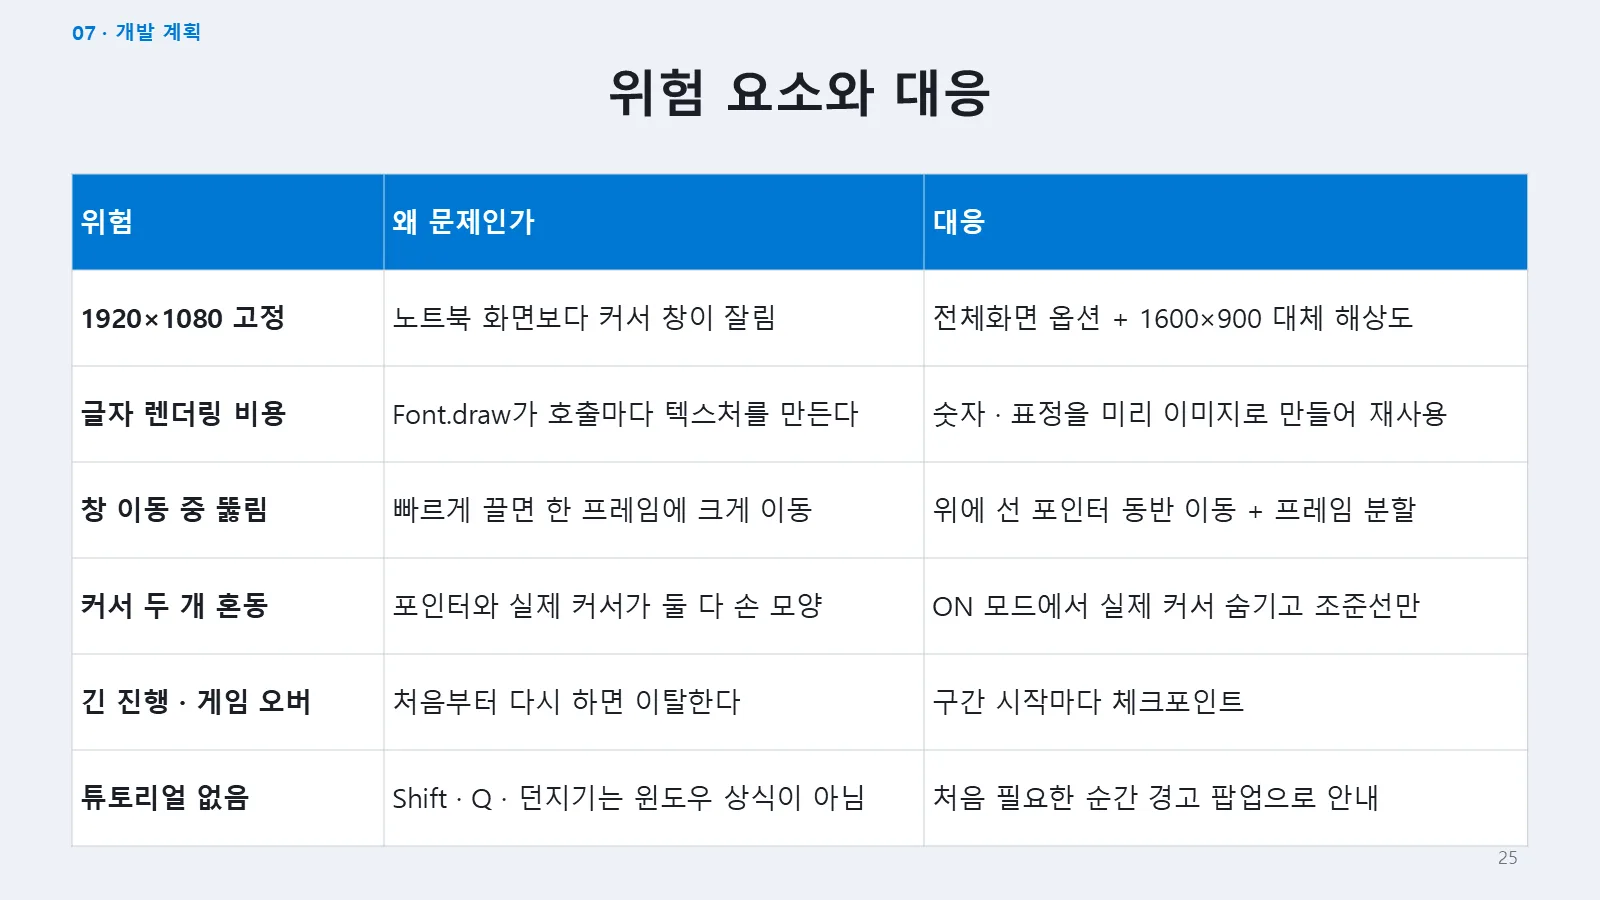 07 · 개발 계획
위험 요소와 대응
위험 왜 문제인가 대응
1920×1080 고정 노트북 화면보다 커서 창이 잘림 전체화면 옵션 + 1600×900 대체 해상도
글자 렌더링 비용 Font.draw가 호출마다 텍스처를 만든다 숫자 · 표정을 미리 이미지로 만들어 재사용
창 이동 중 뚫림 빠르게 끌면 한 프레임에 크게 이동 위에 선 포인터 동반 이동 + 프레임 분할
커서 두 개 혼동 포인터와 실제 커서가 둘 다 손 모양 ON 모드에서 실제 커서 숨기고 조준선만
긴 진행 · 게임 오버 처음부터 다시 하면 이탈한다 구간 시작마다 체크포인트
튜토리얼 없음 Shift · Q · 던지기는 윈도우 상식이 아님 처음 필요한 순간 경고 팝업으로 안내
25